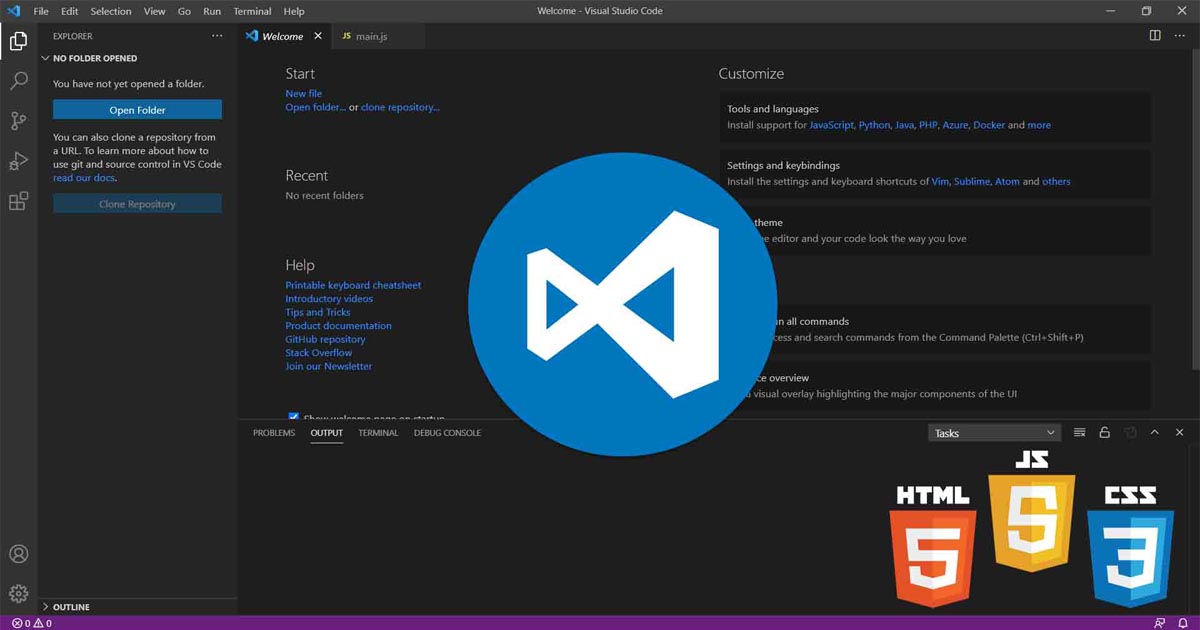 File Edit Selection View Go Run Terminal Help
Welcome - Visual Studio Code
EXPLORER
NO FOLDER OPENED
You have not yet opened a folder.
Open Folder
You can also clone a repository from
a URL. To learn more about how to
use git and source control in VS Code
read our docs.
Clone Repository
OUTLINE
Welcome
JS main.js
Start
New file
Open folder... or clone repository...
Recent
No recent folders
Help
Printable keyboard cheatsheet
Introductory videos
Tips and Tricks
Product documentation
GitHub repository
Stack Overflow
Join our Newsletter
Show welcome page on startup
Customize
Tools and languages
Install support for JavaScript, Python, Java, PHP, Azure, Docker and more
Settings and keybindings
Install the settings and keyboard shortcuts of Vim, Sublime, Atom and others
theme
editor and your code look the way you love
all commands
and search commands from the Command Palette (Ctrl+Shift+P)
overview
visual overlay highlighting the major components of the UI
PROBLEMS OUTPUT TERMINAL DEBUG CONSOLE
Tasks
HTML
5
JS
5
CSS
3
0 0